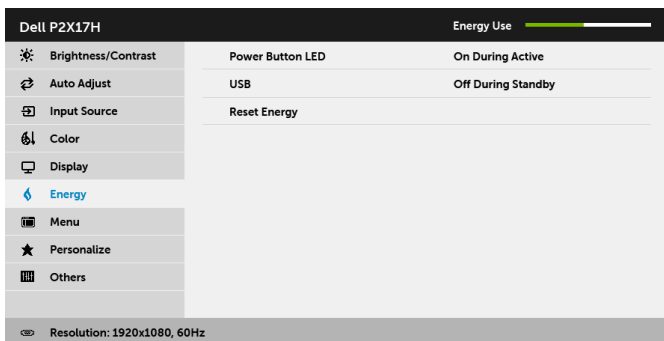 Dell P2X17H Energy Use
Brightness/Contrast Power Button LED On During Active
Auto Adjust USB Off During Standby
Input Source Reset Energy
Color
Display
Energy
Menu
Personalize
Others
Resolution: 1920x1080, 60Hz